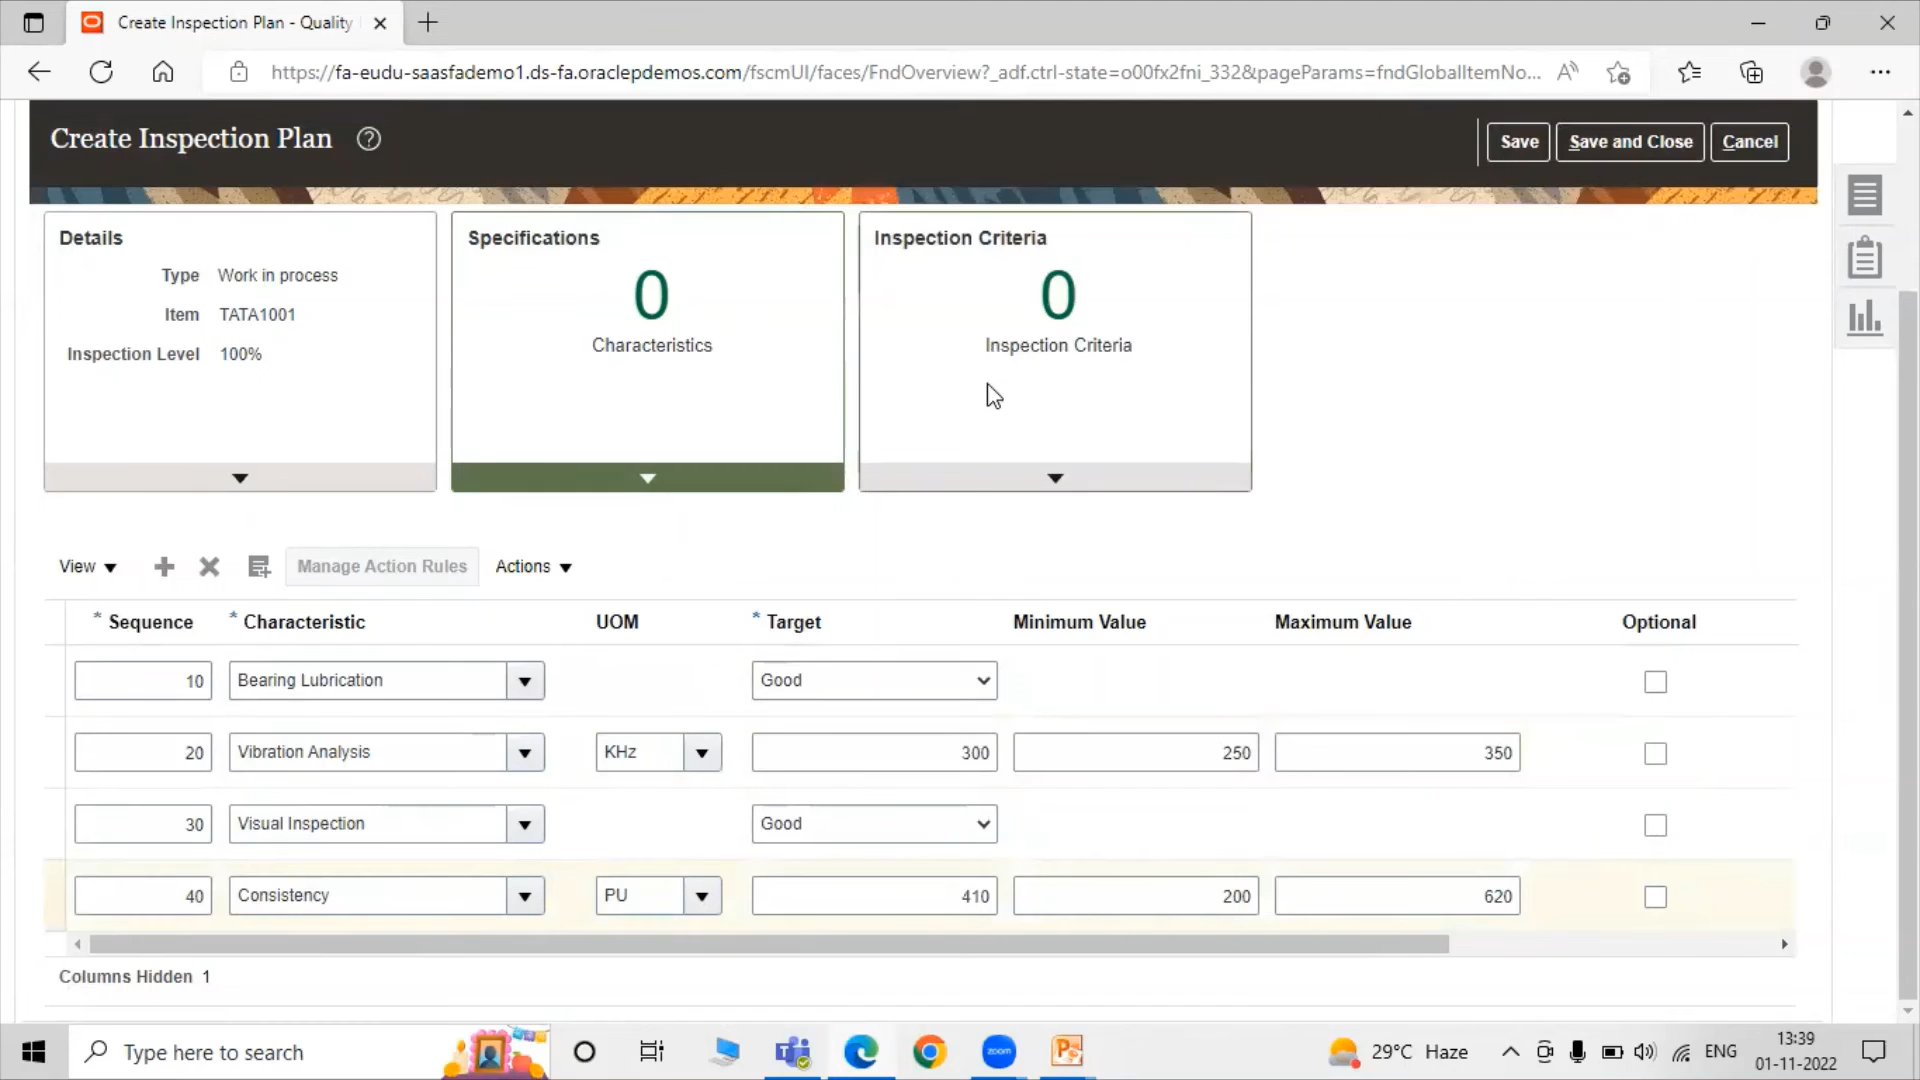 Create Inspection Plan - Quality
https://fa-eudu-saasfademo1.ds-fa.oraclepdemos.com/fscmUI/faces/FndOverview?_adf.ctrl-state=o00fx2fni_332&pageParams=fndGlobalItemNo...
Create Inspection Plan
Save
Save and Close
Cancel
Details
Type Work in process
Item TATA1001
Inspection Level 100%
Specifications
0
Characteristics
Inspection Criteria
0
Inspection Criteria
View
Manage Action Rules
Actions
* Sequence * Characteristic UOM * Target Minimum Value Maximum Value Optional
10 Bearing Lubrication Good
20 Vibration Analysis KHz 300 250 350
30 Visual Inspection Good
40 Consistency PU 410 200 620
Columns Hidden 1
Type here to search
zoom
29°C Haze
ENG
13:39
01-11-2022